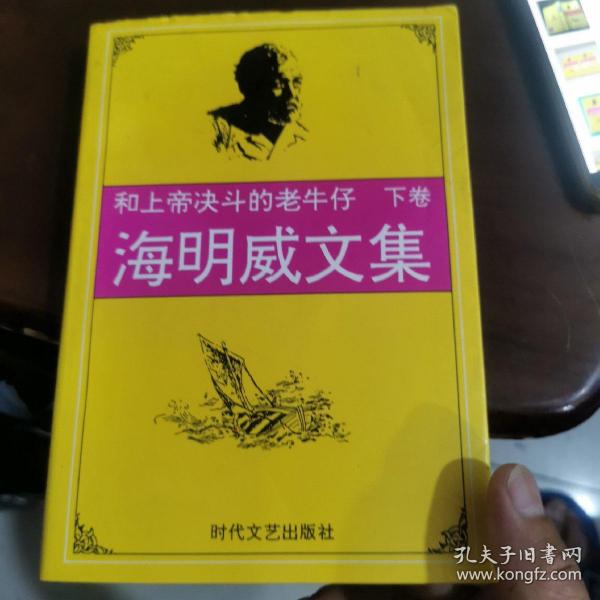 和上帝决斗的老牛仔 下卷
海明威文集
时代文艺出版社
孔夫子旧书网
www.kongfz.com